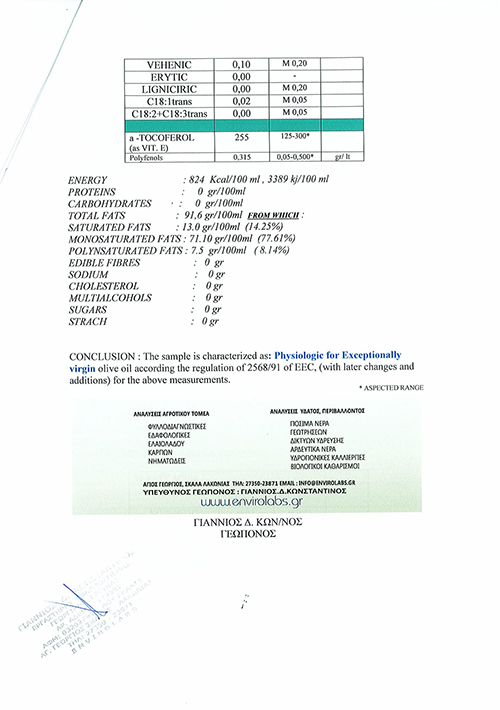 VEHENIC 0,10 M 0,20
ERYTIC 0,00 -
LIGNICIRIC 0,00 M 0,20
C18:1trans 0,02 M 0,05
C18:2+C18:3trans 0,00 M 0,05
a -TOCOFEROL 255 125-300*
(as VIT. E)
Polyfenols 0,315 0,05-0,500* gr/ lt
ENERGY : 824 Kcal/100 ml , 3389 kj/100 ml
PROTEINS : 0 gr/100ml
CARBOHYDRATES : 0 gr/100ml
TOTAL FATS : 91,6 gr/100ml FROM WHICH :
SATURED FATS : 13.0 gr/100ml (14.25%)
MONOSATURATED FATS : 71.10 gr/100ml (77.61%)
POLYNSATURATED FATS : 7.5 gr/100ml ( 8.14%)
EDIBLE FIBRES : 0 gr
SODIUM : 0 gr
CHOLESTEROL : 0 gr
MULTIALCOHOLS : 0 gr
SUGARS : 0 gr
STRACH : 0 gr
CONCLUSION : The sample is characterized as: Physiologic for Exceptionally
virgin olive oil according the regulation of 2568/91 of EEC, (with later changes and
additions) for the above measurements.
* ASPECTED RANGE
ΑΝΑΛΥΣΕΙΣ ΑΓΡΟΤΙΚΟΥ ΤΟΜΕΑ
ΦΥΛΛΟΔΙΑΓΝΩΣΤΙΚΕΣ
ΕΔΑΦΟΛΟΓΙΚΕΣ
ΕΛΑΙΟΛΑΔΟΥ
ΚΑΡΠΩΝ
ΝΗΜΑΤΩΔΕΙΣ
ΑΝΑΛΥΣΕΙΣ ΥΔΑΤΟΣ, ΠΕΡΙΒΑΛΛΟΝΤΟΣ
ΠΟΣΙΜΑ ΝΕΡΑ
ΓΕΩΤΡΗΣΕΩΝ
ΔΙΚΤΥΩΝ ΥΔΡΕΥΣΗΣ
ΑΡΔΕΥΤΙΚΑ ΝΕΡΑ
ΥΔΡΟΠΟΝΙΚΕΣ ΚΑΛΛΙΕΡΓΙΕΣ
ΒΙΟΛΟΓΙΚΟΙ ΚΑΘΑΡΙΣΜΟΙ
ΑΓΙΟΣ ΓΕΩΡΓΙΟΣ, ΣΚΑΛΑ ΛΑΚΩΝΙΑΣ ΤΗΛ: 27350-23871 EMAIL : INFO@ENVIROLABS.GR
ΥΠΕΥΘΥΝΟΣ ΓΕΩΠΟΝΟΣ : ΓΙΑΝΝΙΟΣ.Δ.ΚΩΝΣΤΑΝΤΙΝΟΣ
www.envirolabs.gr
ΓΙΑΝΝΙΟΣ Δ. ΚΩΝ/ΝΟΣ
ΓΕΩΠΟΝΟΣ
ΓΙΑΝΝΙΟΣ